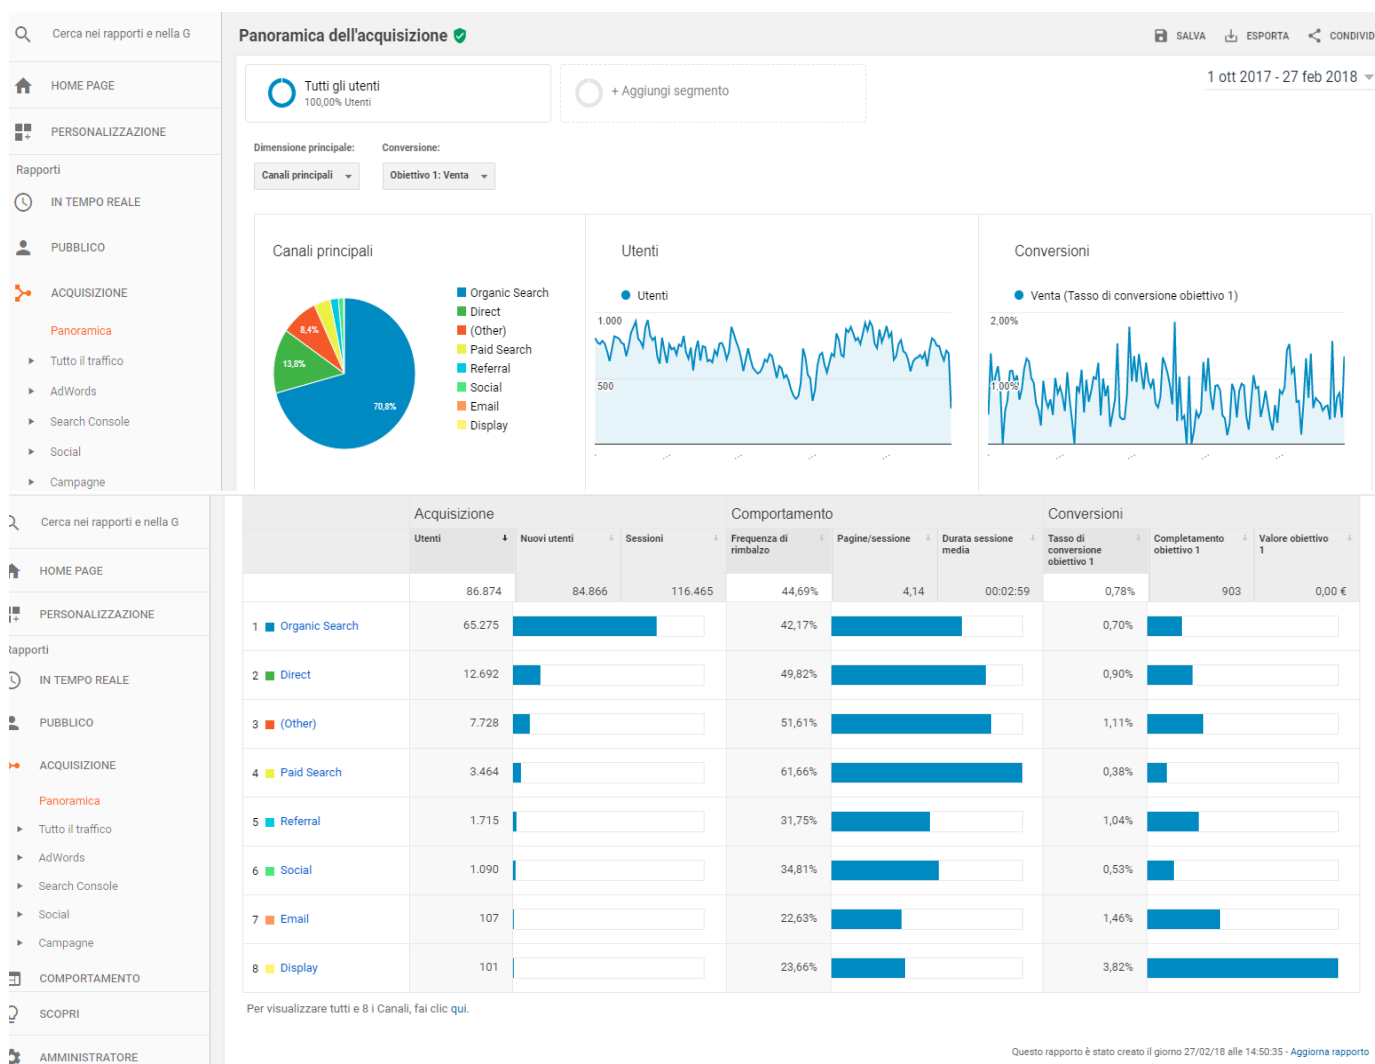 Cerca nei rapporti e nella G
Panoramica dell'acquisizione
SALVA
ESPORTA
CONDIVID
HOME PAGE
Tutti gli utenti
100,00% Utenti
+ Aggiungi segmento
1 ott 2017 - 27 feb 2018
PERSONALIZZAZIONE
Dimensione principale:
Conversione:
Rapporti
Canali principali
Obiettivo 1: Venta
IN TEMPO REALE
PUBBLICO
ACQUISIZIONE
Panoramica
Tutto il traffico
AdWords
Search Console
Social
Campagne
Canali principali
8,4%
13,8%
70,8%
Organic Search
Direct
(Other)
Paid Search
Referral
Social
Email
Display
Utenti
Utenti
1.000
500
Conversioni
Venta (Tasso di conversione obiettivo 1)
2,00%
1,00%
Cerca nei rapporti e nella G
HOME PAGE
PERSONALIZZAZIONE
Rapporti
IN TEMPO REALE
PUBBLICO
ACQUISIZIONE
Panoramica
Tutto il traffico
AdWords
Search Console
Social
Campagne
COMPORTAMENTO
SCOPRI
AMMINISTRATORE
Acquisizione Comportamento Conversioni
Utenti Nuovi utenti Sessioni Frequenza di rimbalzo Pagine/sessione Durata sessione media Tasso di conversione obiettivo 1 Completamento obiettivo 1 Valore obiettivo 1
86.874 84.866 116.465 44,69% 4,14 00:02:59 0,78% 903 0,00 €
1 Organic Search 65.275 42,17% 0,70%
2 Direct 12.692 49,82% 0,90%
3 (Other) 7.728 51,61% 1,11%
4 Paid Search 3.464 61,66% 0,38%
5 Referral 1.715 31,75% 1,04%
6 Social 1.090 34,81% 0,53%
7 Email 107 22,63% 1,46%
8 Display 101 23,66% 3,82%
Per visualizzare tutti e 8 i Canali, fai clic qui.
Questo rapporto è stato creato il giorno 27/02/18 alle 14:50:35 - Aggiorna rapporto